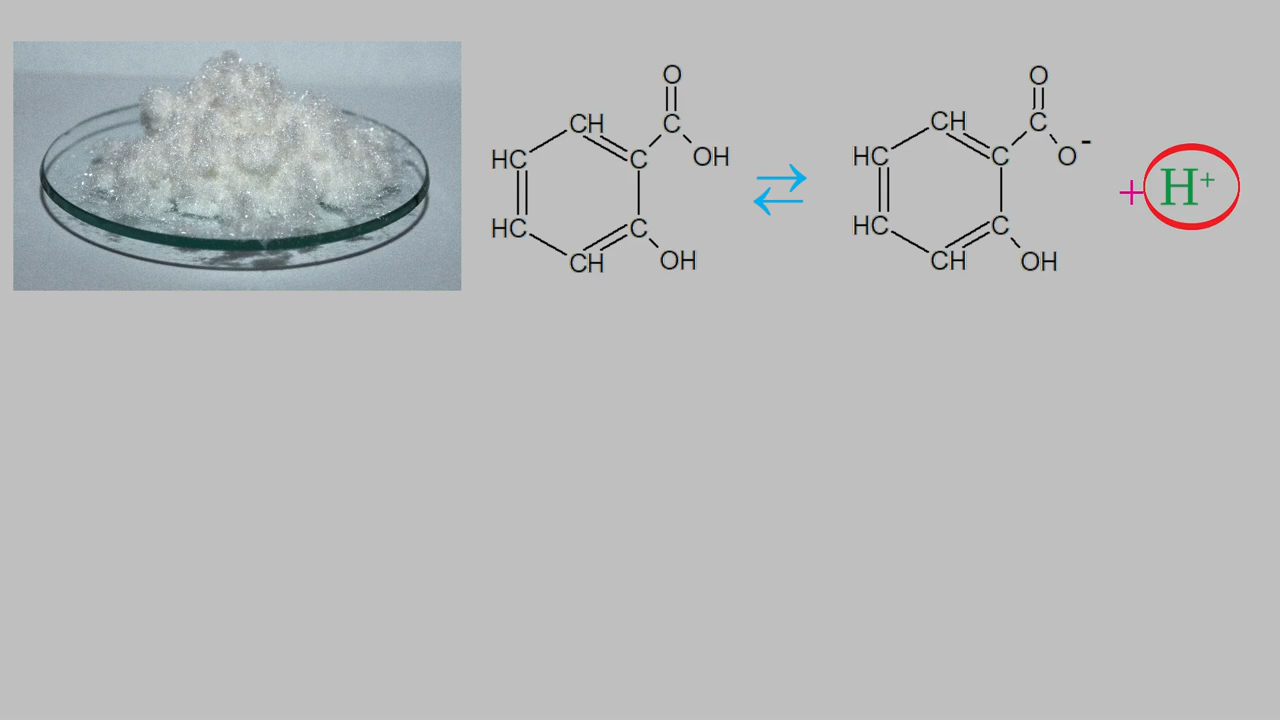 O
CH C
HC C OH
HC C
CH OH
⇄
O
CH C
HC C O-
HC C
CH OH
+ H+